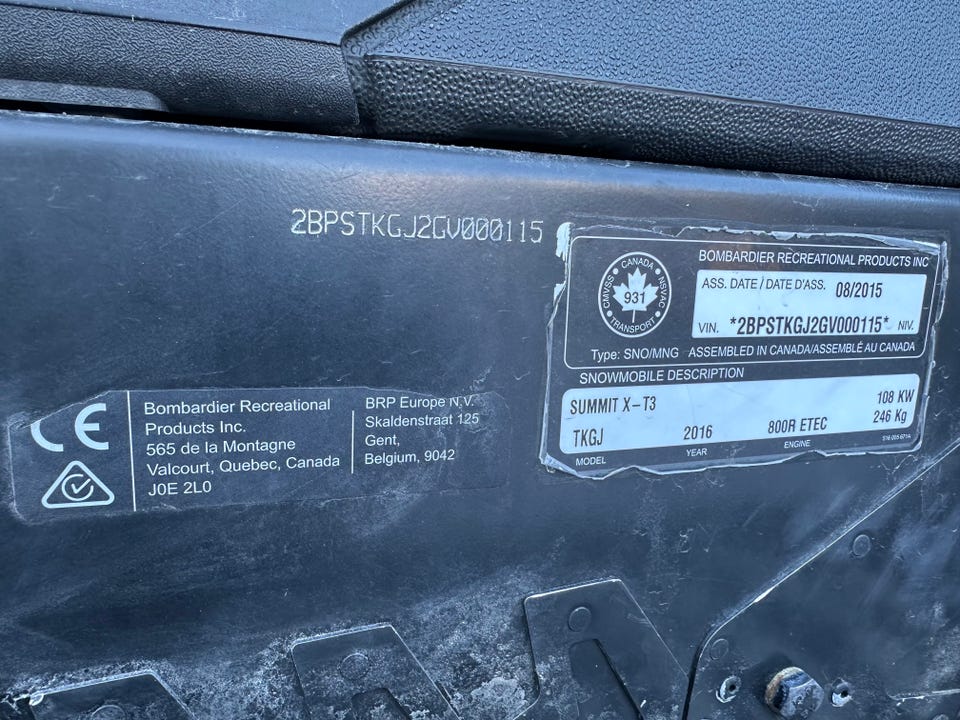 2BPSTKGJ2GV000115
BOMBARDIER RECREATIONAL PRODUCTS INC
CANADA
CMVSS
NSVAC
931
TRANSPORT
ASS. DATE / DATE D'ASS. 08/2015
VIN. *2BPSTKGJ2GV000115* NIV.
Type: SNO/MNG ASSEMBLED IN CANADA/ASSEMBLÉ AU CANADA
SNOWMOBILE DESCRIPTION
SUMMIT X-T3 108 KW
246 Kg
TKGJ 2016 800R ETEC
MODEL YEAR ENGINE
CE
Bombardier Recreational
Products Inc.
565 de la Montagne
Valcourt, Quebec, Canada
J0E 2L0
BRP Europe N.V.
Skaldenstraat 125
Gent,
Belgium, 9042